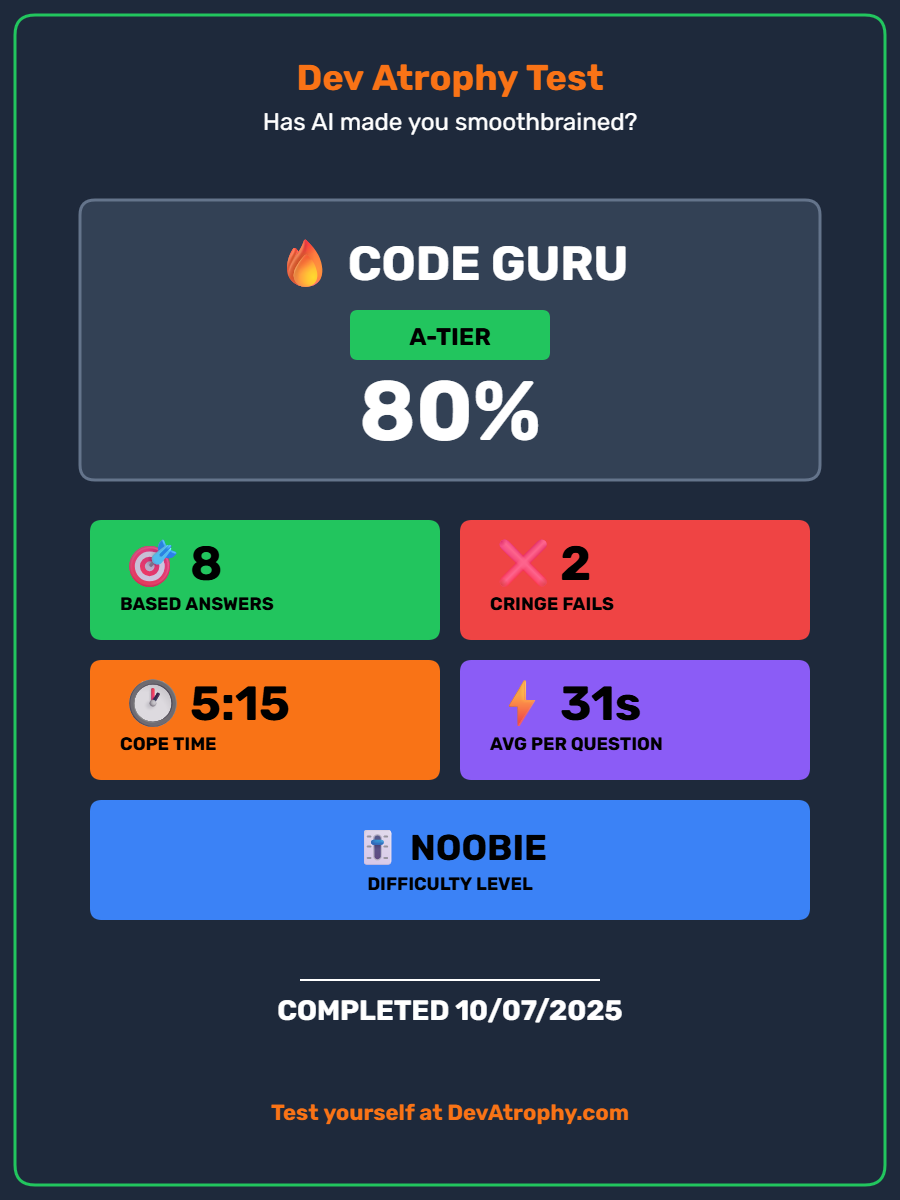 Dev Atrophy Test
Has AI made you smoothbrained?
CODE GURU
A-TIER
80%
8
BASED ANSWERS
2
CRINGE FAILS
5:15
COPE TIME
31s
AVG PER QUESTION
NOOBIE
DIFFICULTY LEVEL
COMPLETED 10/07/2025
Test yourself at DevAtrophy.com